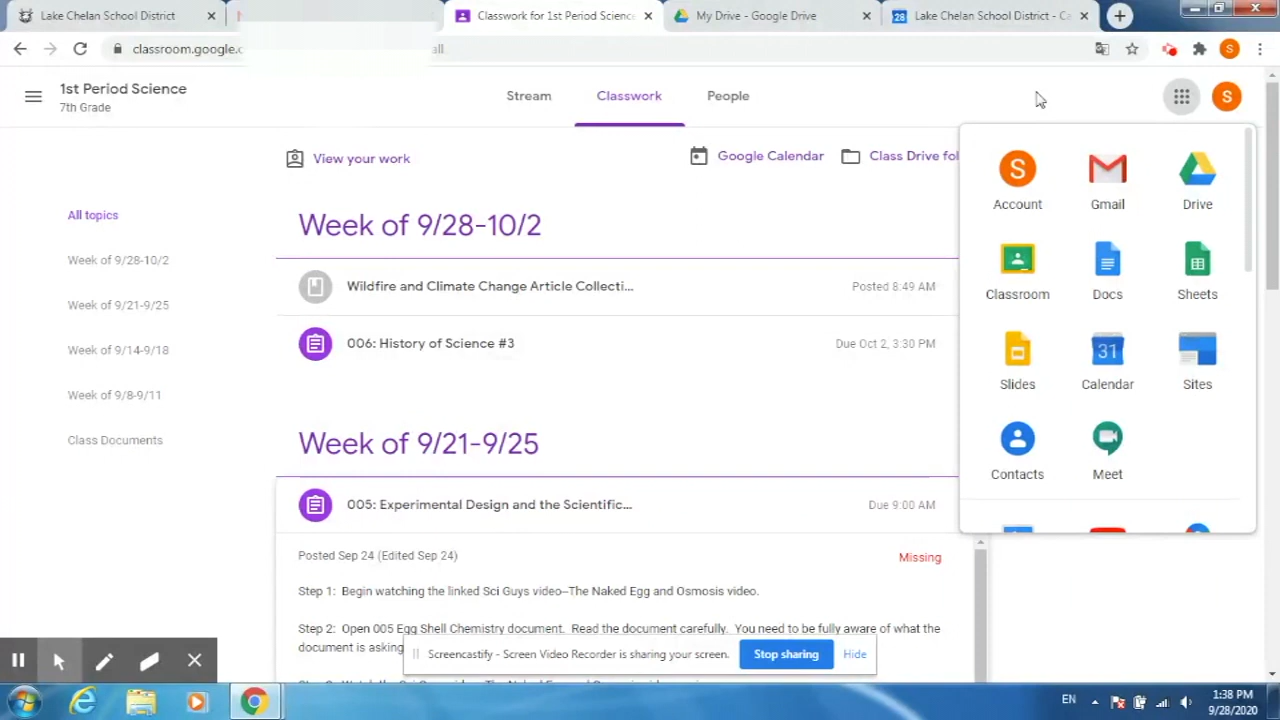 Lake Chelan School District
Classwork for 1st Period Science
My Drive - Google Drive
28
Lake Chelan School District - Ca
classroom.google.c
all
S
1st Period Science
7th Grade
Stream
Classwork
People
S
View your work
Google Calendar
Class Drive fol
All topics
Week of 9/28-10/2
Week of 9/21-9/25
Week of 9/14-9/18
Week of 9/8-9/11
Class Documents
Week of 9/28-10/2
Wildfire and Climate Change Article Collecti...
Posted 8:49 AM
006: History of Science #3
Due Oct 2, 3:30 PM
Week of 9/21-9/25
005: Experimental Design and the Scientific...
Due 9:00 AM
Posted Sep 24 (Edited Sep 24)
Missing
Step 1: Begin watching the linked Sci Guys video–The Naked Egg and Osmosis video.
Step 2: Open 005 Egg Shell Chemistry document. Read the document carefully. You need to be fully aware of what the
document is asking
S
Account
Gmail
Drive
Classroom
Docs
Sheets
31
Slides
Calendar
Sites
Contacts
Meet
Screencastify - Screen Video Recorder is sharing your screen.
Stop sharing
Hide
EN
1:38 PM
9/28/2020